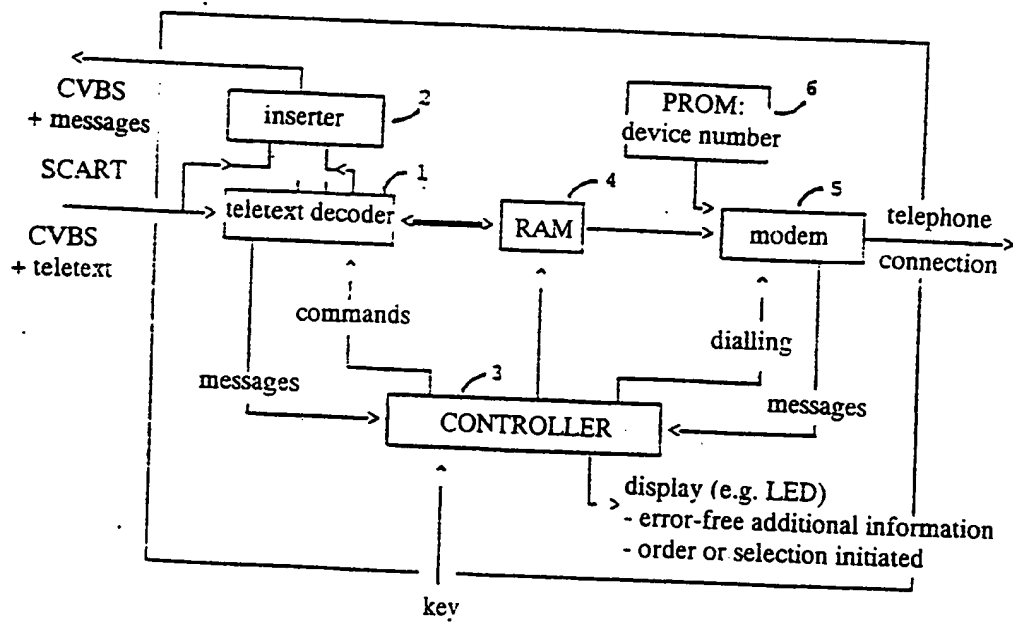 CVBS
+ messages
SCART
CVBS
+ teletext
inserter
2
teletext decoder
1
RAM
4
PROM:
device number
6
modem
5
telephone
connection
commands
dialling
messages
messages
CONTROLLER
3
display (e.g. LED)
- error-free additional information
- order or selection initiated
key